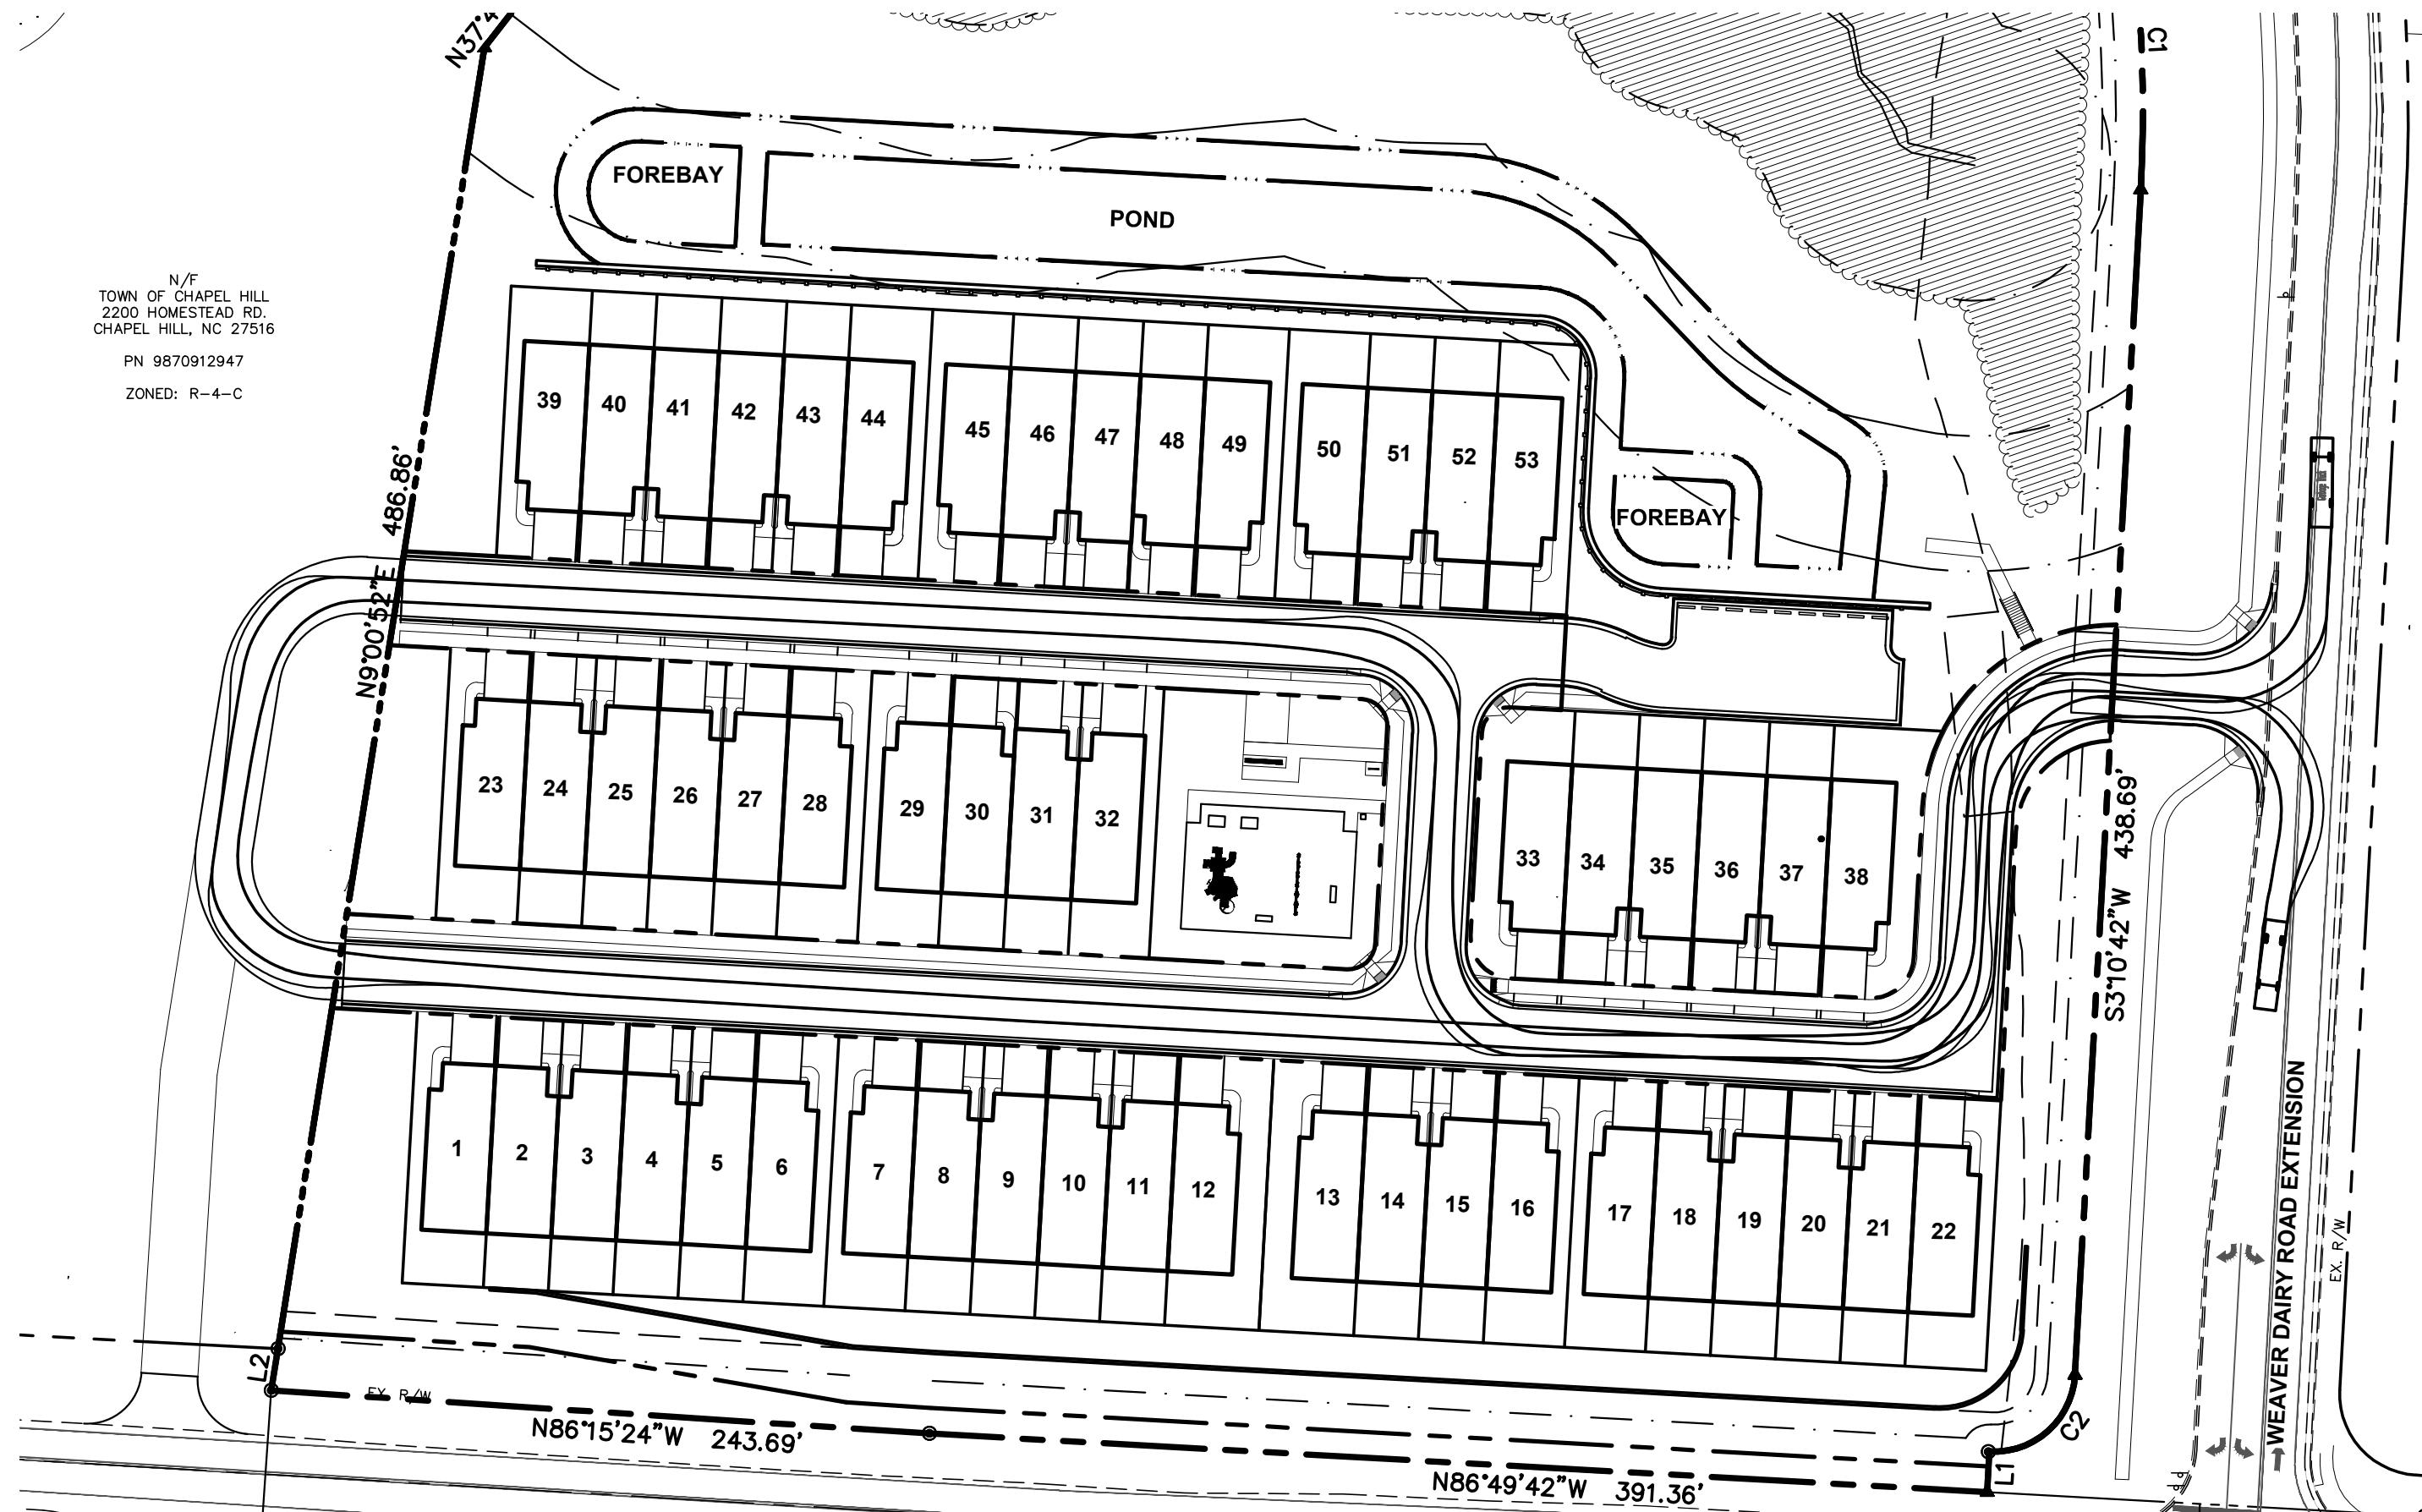 N37°4
C1
FOREBAY
POND
N/F
TOWN OF CHAPEL HILL
2200 HOMESTEAD RD.
CHAPEL HILL, NC 27516
PN 9870912947
ZONED: R-4-C
39 40 41 42 43 44 45 46 47 48 49 50 51 52 53
FOREBAY
N9°00'52"E 486.86'
23 24 25 26 27 28 29 30 31 32
33 34 35 36 37 38
S3°10'42"W 438.69'
1 2 3 4 5 6 7 8 9 10 11 12 13 14 15 16 17 18 19 20 21 22
WEAVER DAIRY ROAD EXTENSION
EX. R/W
L2
EX. R/W
N86°15'24"W 243.69'
N86°49'42"W 391.36'
L1
C2